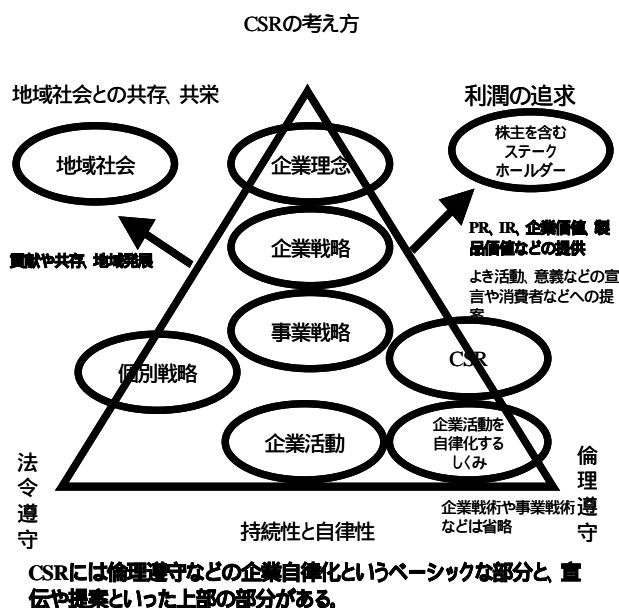 CSRの考え方
地域社会との共存、共栄
利潤の追求
地域社会
企業理念
株主を含む
ステーク
ホールダー
企業戦略
PR、IR、企業価値、製
品価値などの提供
貢献や共存、地域発展
よき活動、意義などの宣
言や消費者などへの提
案
事業戦略
個別戦略
CSR
企業活動
企業活動を
自律化する
しくみ
法令遵守
倫理遵守
企業戦術や事業戦術
などは省略
持続性と自律性
CSRには倫理遵守などの企業自律化というベーシックな部分と、宣
伝や提案といった上部の部分がある。